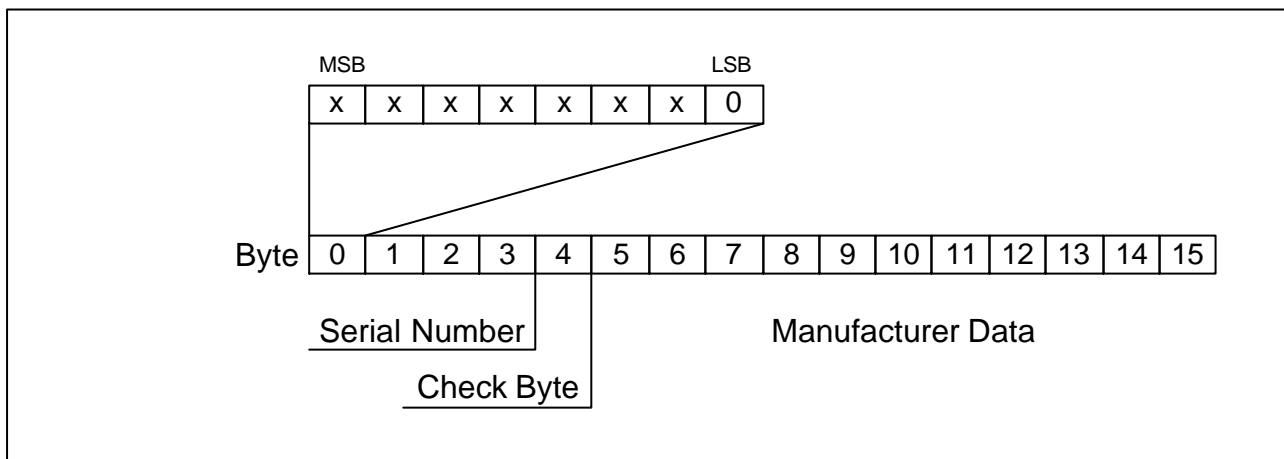 MSB LSB
x x x x x x x 0
Byte 0 1 2 3 4 5 6 7 8 9 10 11 12 13 14 15
Serial Number Manufacturer Data
Check Byte